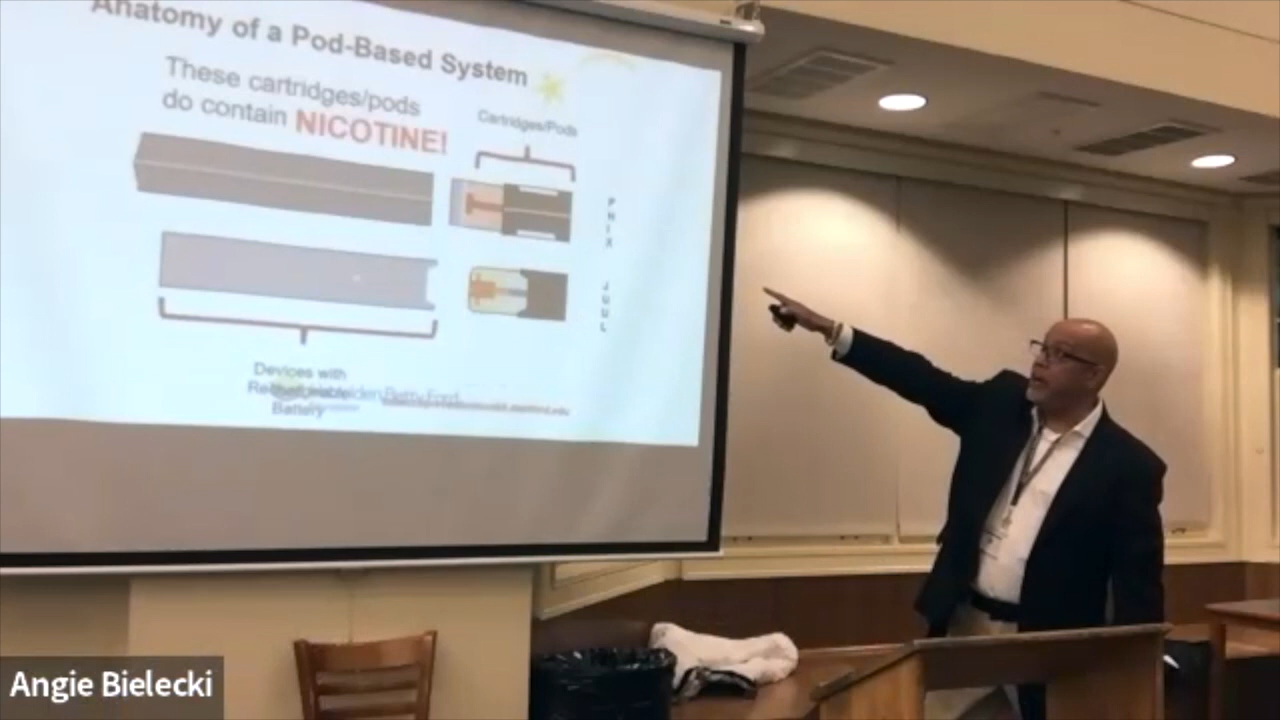 Anatomy of a Pod-Based System
These cartridges/pods
do contain NICOTINE!
Cartridges/Pods
PHIX
JUUL
Devices with
Battery
Angie Bielecki